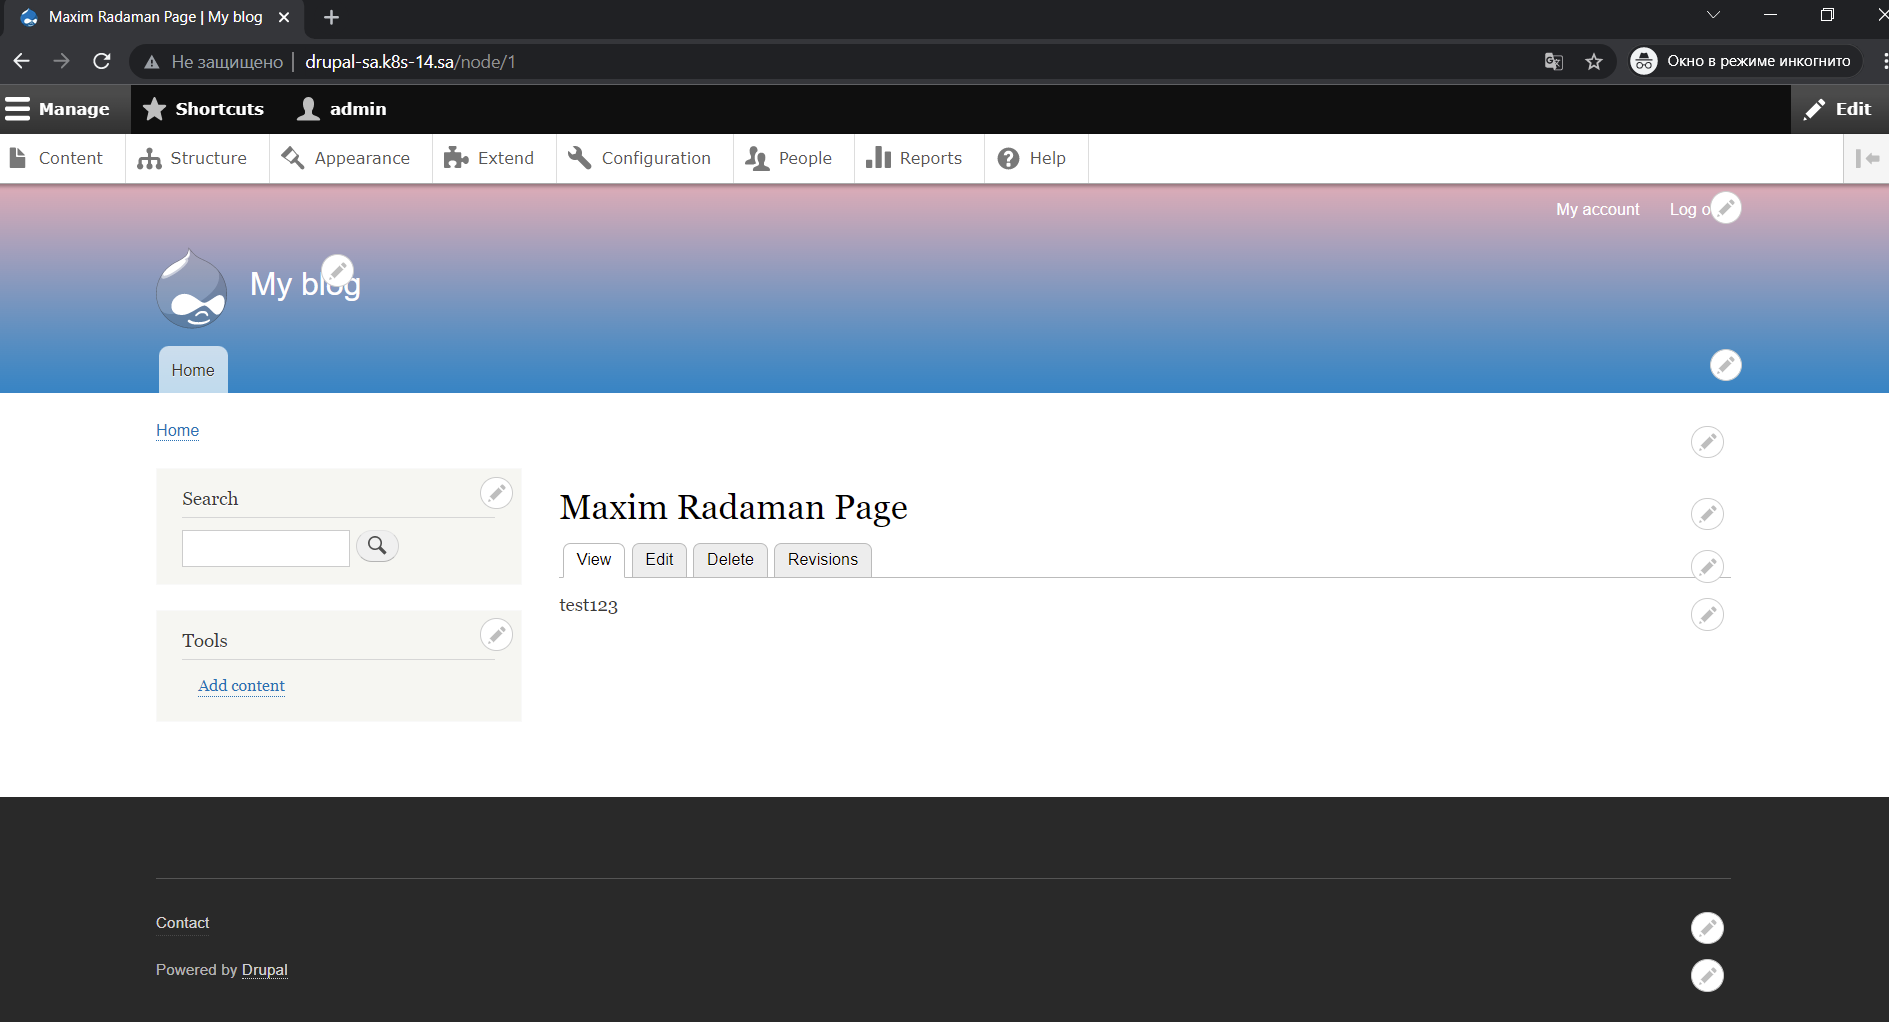 Maxim Radaman Page | My blog
Не защищено | drupal-sa.k8s-14.sa/node/1
Окно в режиме инкогнито
Manage Shortcuts admin Edit
Content Structure Appearance Extend Configuration People Reports Help
My account Log o
My blog
Home
Home
Search
Maxim Radaman Page
View Edit Delete Revisions
test123
Tools
Add content
Contact
Powered by Drupal